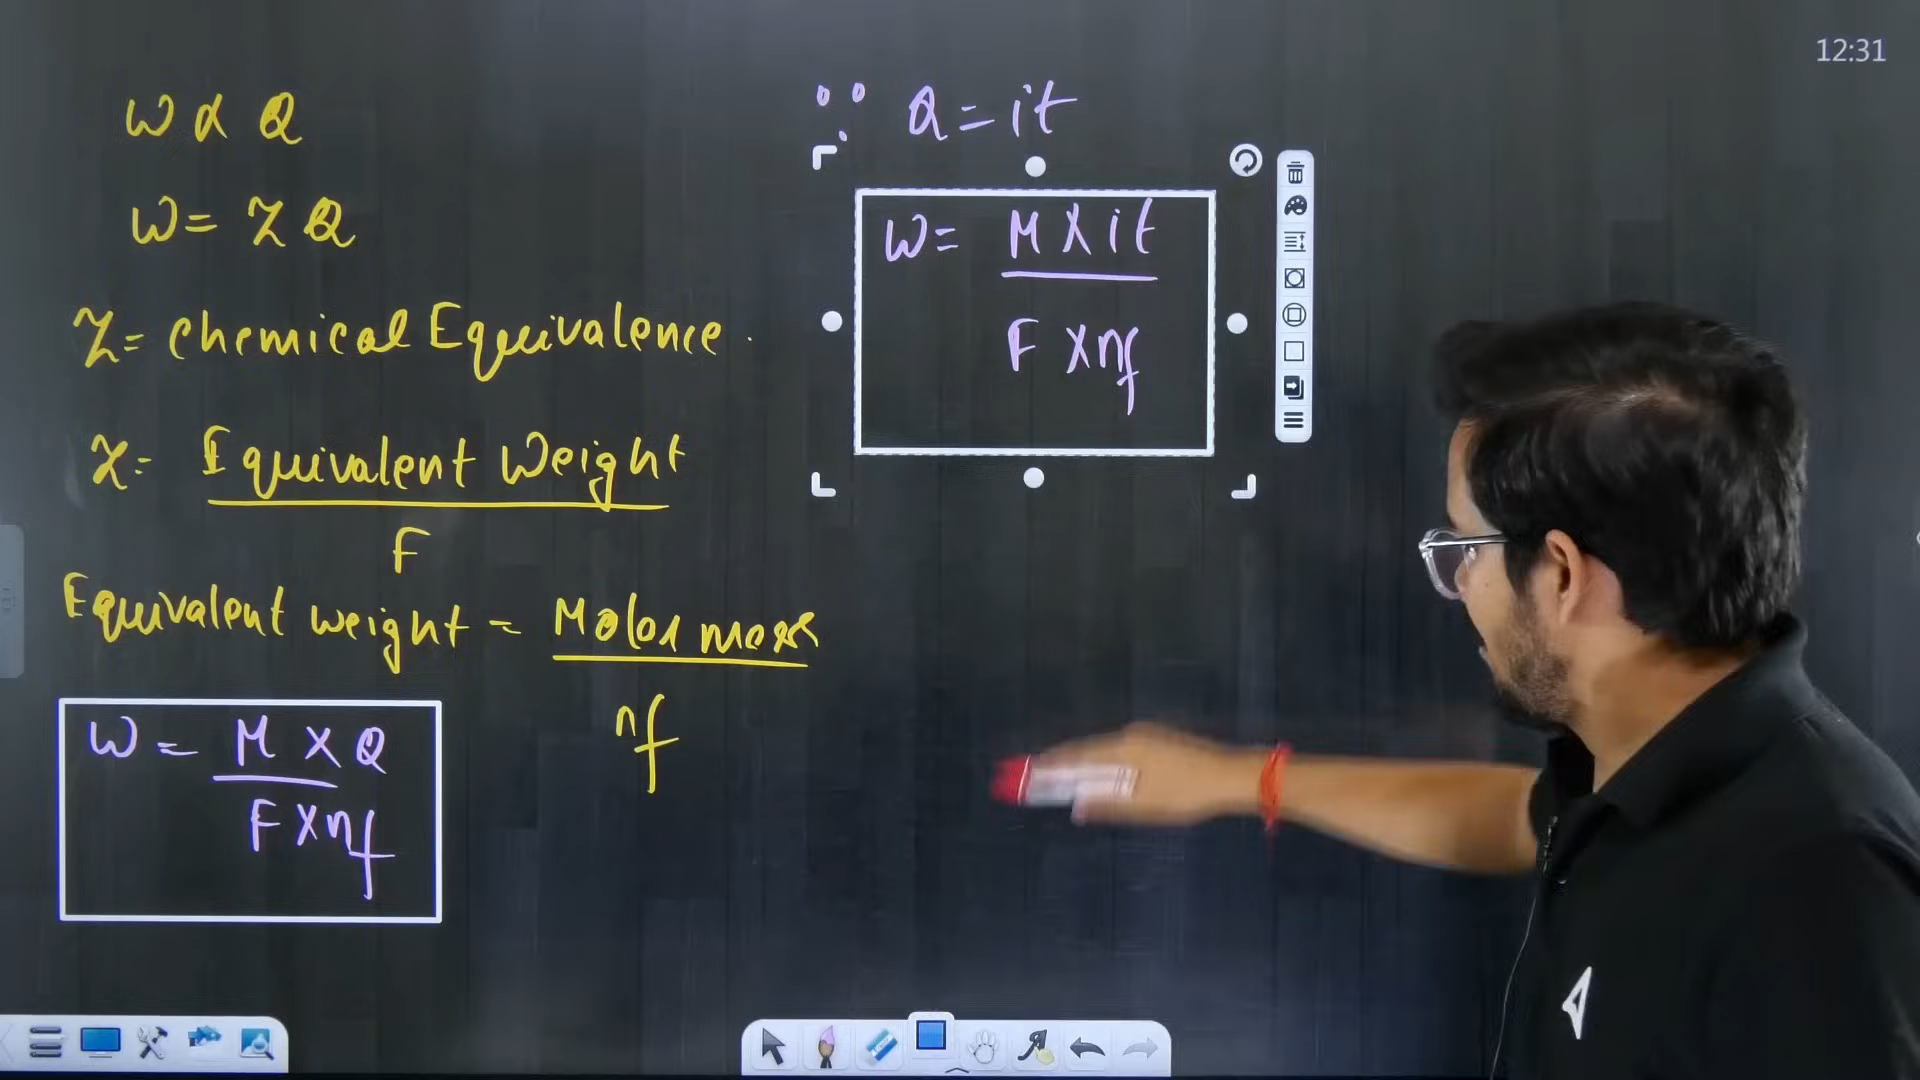 W α Q
W = Z Q
Z = Chemical Equivalence.
Z = Equivalent Weight
F
Equivalent weight = Molar mass
nf
W = M X Q
F X nf
∵ Q = it
W = M X it
F X nf
12:31